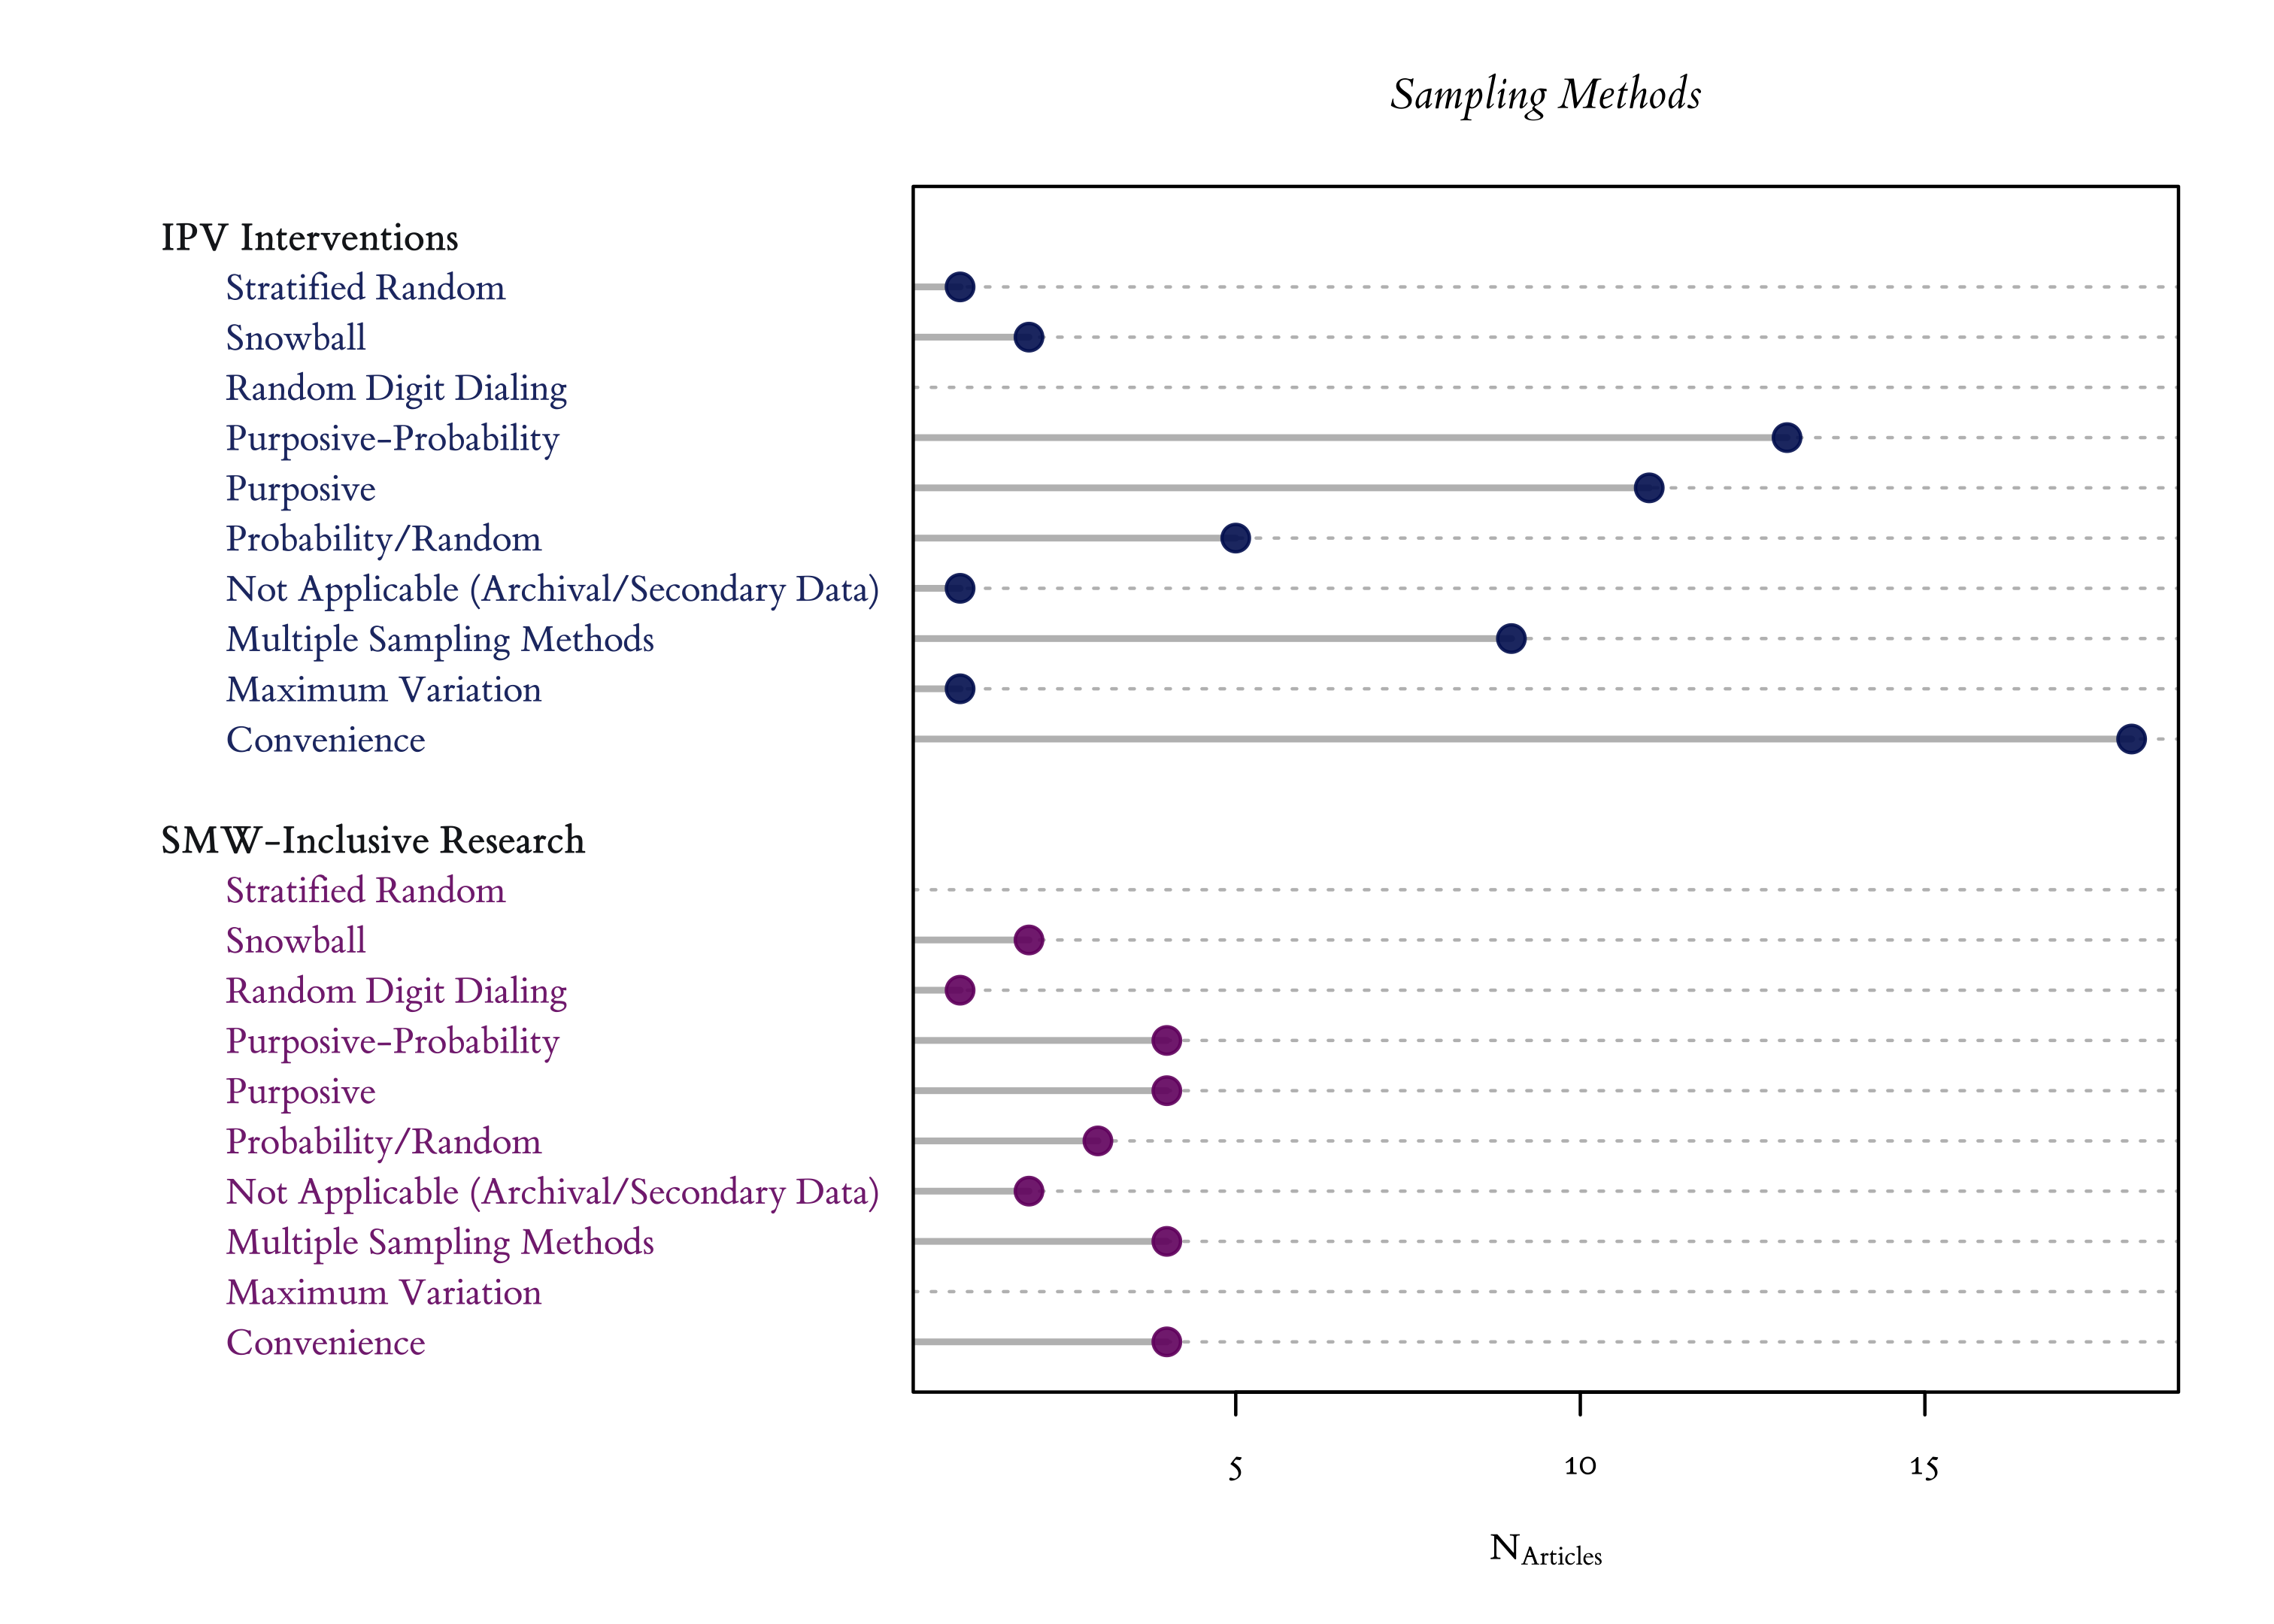 Sampling Methods
IPV Interventions
Stratified Random
Snowball
Random Digit Dialing
Purposive-Probability
Purposive
Probability/Random
Not Applicable (Archival/Secondary Data)
Multiple Sampling Methods
Maximum Variation
Convenience
SMW-Inclusive Research
Stratified Random
Snowball
Random Digit Dialing
Purposive-Probability
Purposive
Probability/Random
Not Applicable (Archival/Secondary Data)
Multiple Sampling Methods
Maximum Variation
Convenience
5 10 15
NArticles